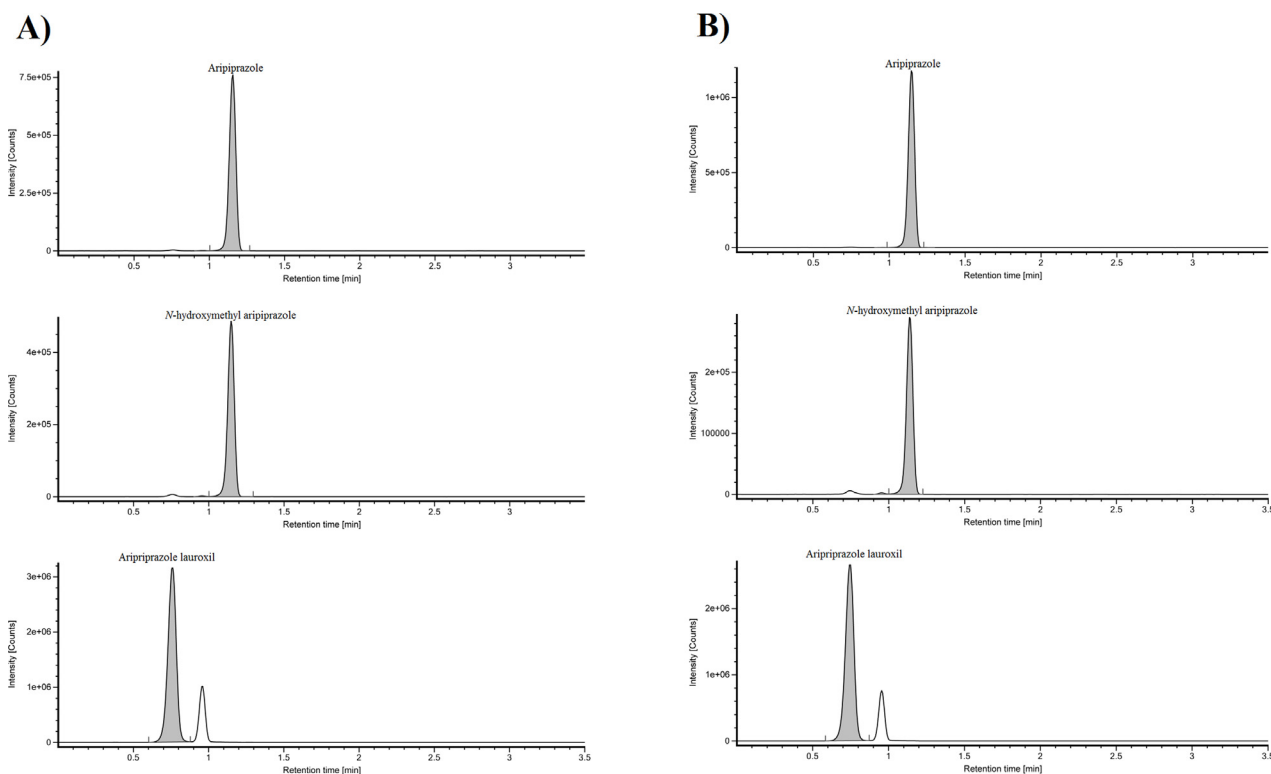 A)
Aripiprazole
7.5e+05
5e+05
2.5e+05
0
Intensity [Counts]
0.5 1 1.5 2 2.5 3
Retention time [min]
N-hydroxymethyl aripiprazole
4e+05
2e+05
0
Intensity [Counts]
0.5 1 1.5 2 2.5 3
Retention time [min]
Aripriprazole lauroxil
3e+06
2e+06
1e+06
0
Intensity [Counts]
0.5 1 1.5 2 2.5 3 3.5
Retention time [min]
B)
Aripiprazole
1e+06
5e+05
0
Intensity [Counts]
0.5 1 1.5 2 2.5 3 3.5
Retention time [min]
N-hydroxymethyl aripiprazole
2e+05
100000
0
Intensity [Counts]
0.5 1 1.5 2 2.5 3 3.5
Retention time [min]
Aripriprazole lauroxil
2e+06
1e+06
0
Intensity [Counts]
0.5 1 1.5 2 2.5 3 3.5
Retention time [min]